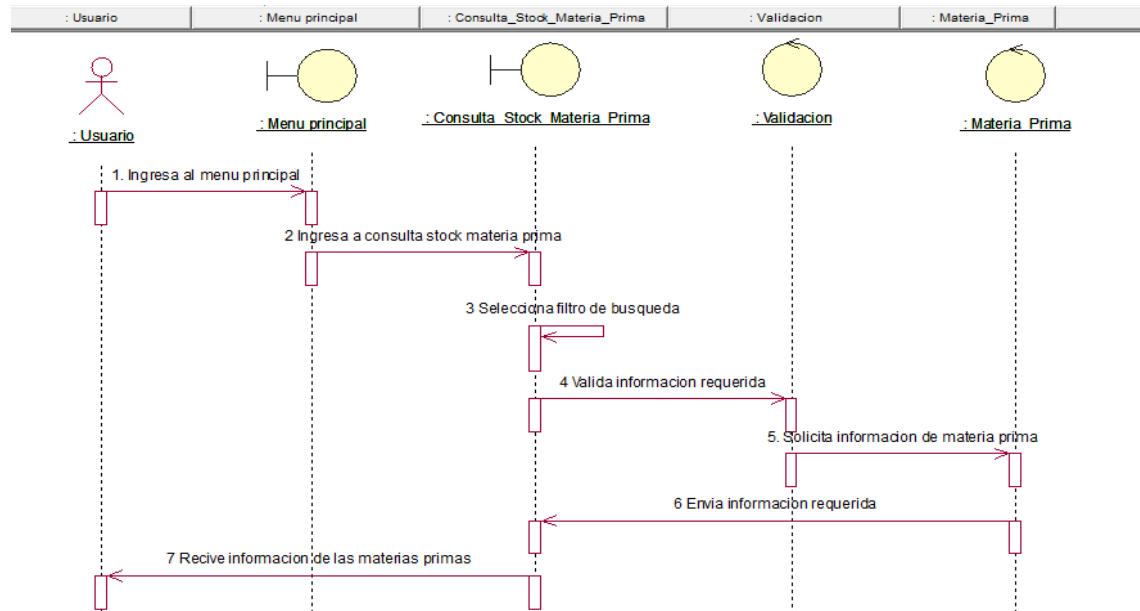 : Usuario
: Menu principal
: Consulta_Stock_Materia_Prima
: Validacion
: Materia_Prima
: Usuario
: Menu principal
: Consulta_Stock_Materia_Prima
: Validacion
: Materia_Prima
1. Ingresa al menu principal
2 Ingresa a consulta stock materia prima
3 Selecciona filtro de busqueda
4 Valida informacion requerida
5. Solicita informacion de materia prima
6 Envia informacion requerida
7 Recive informacion de las materias primas